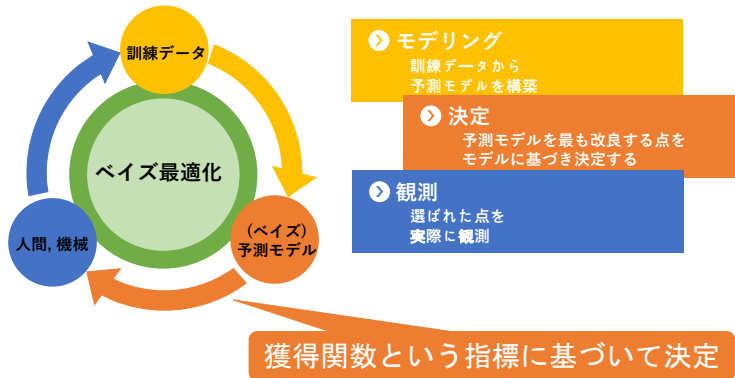 訓練データ
ベイズ最適化
人間, 機械
(ベイズ)
予測モデル
モデリング
訓練データから
予測モデルを構築
決定
予測モデルを最も改良する点を
モデルに基づき決定する
観測
選ばれた点を
実際に観測
獲得関数という指標に基づいて決定